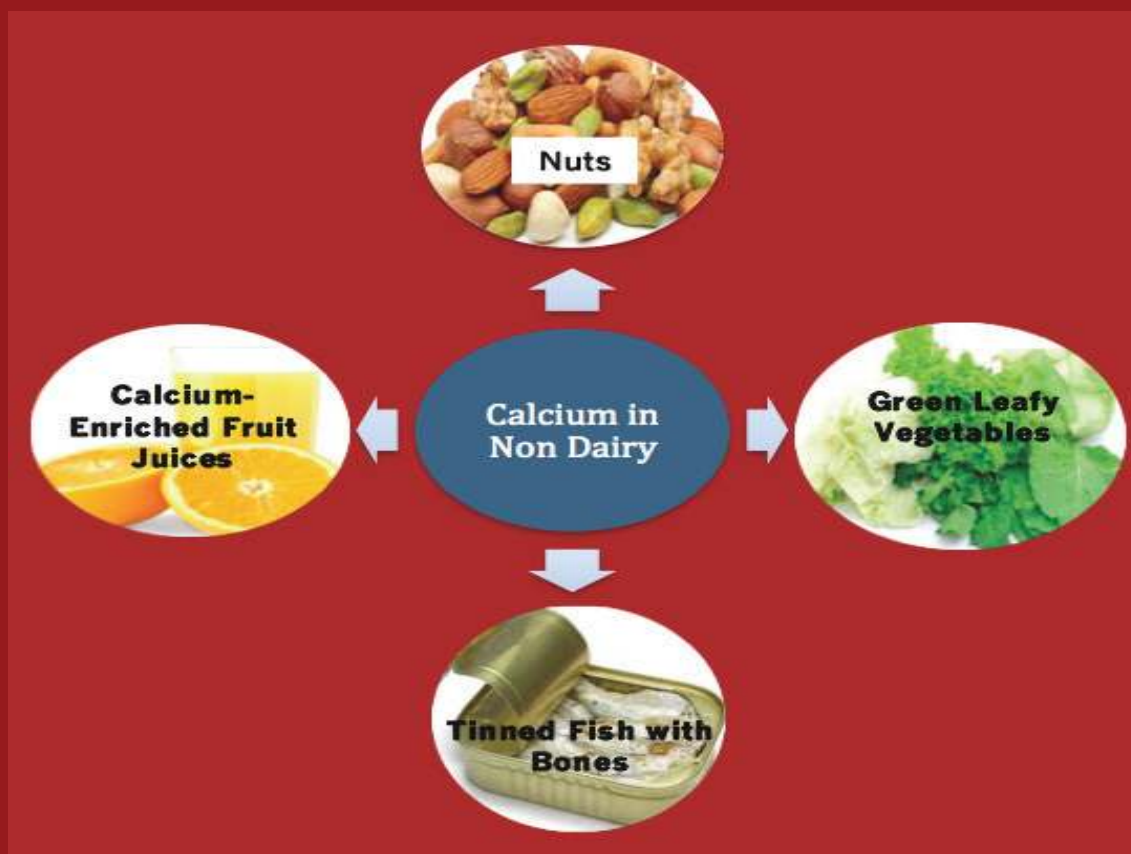 Nuts
Calcium-
Enriched Fruit
Juices
Calcium in
Non Dairy
Green Leafy
Vegetables
Tinned Fish with
Bones